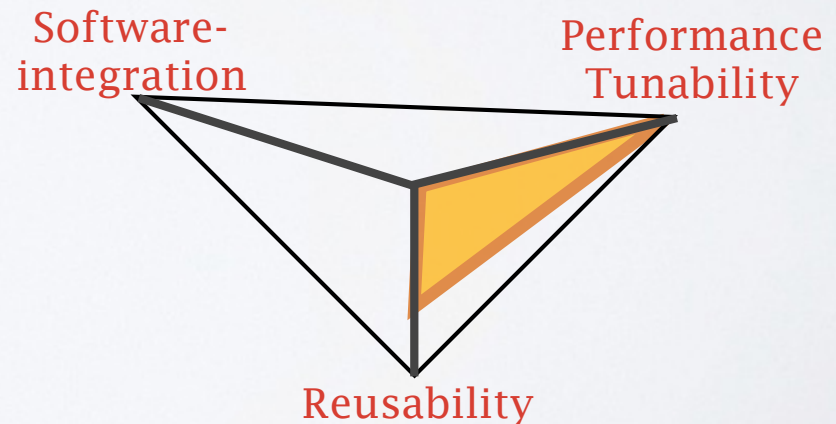 Software-
integration
Performance
Tunability
Reusability